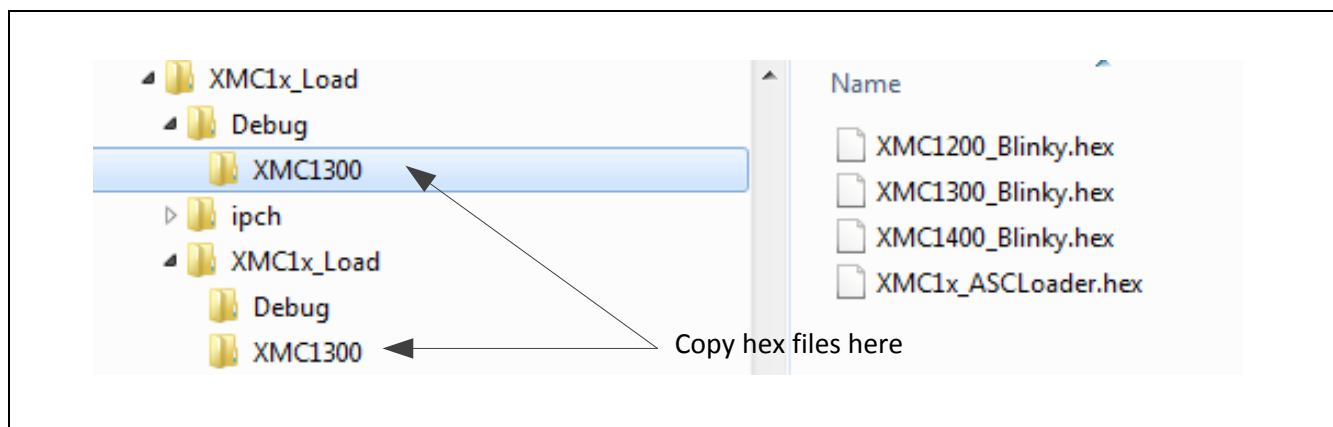 XMC1x_Load
Debug
XMC1300
ipch
XMC1x_Load
Debug
XMC1300
Name
XMC1200_Blinky.hex
XMC1300_Blinky.hex
XMC1400_Blinky.hex
XMC1x_ASCLoader.hex
Copy hex files here